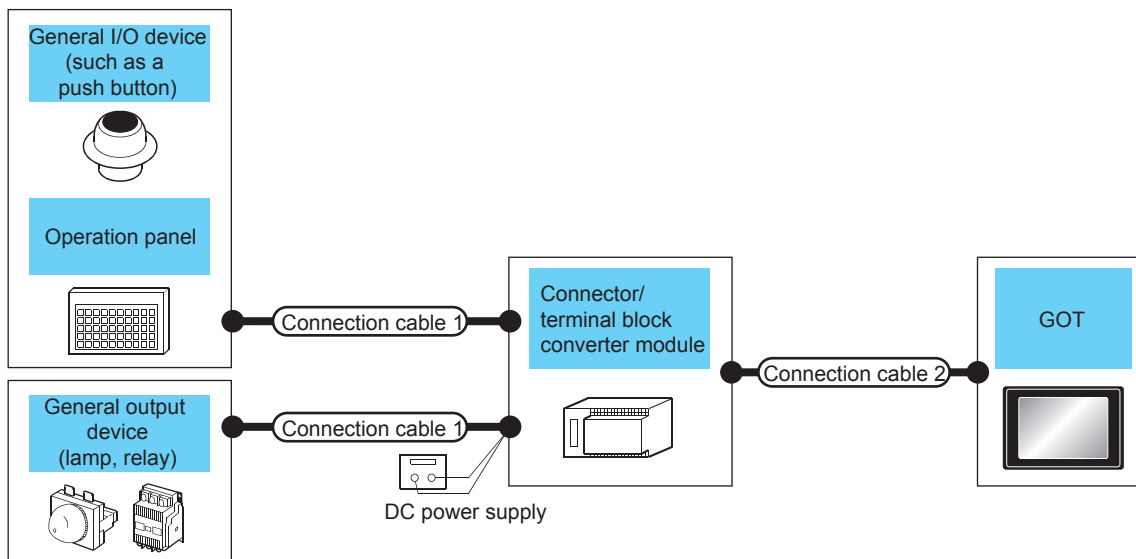 General I/O device
(such as a
push button)
Operation panel
Connection cable 1
General output
device
(lamp, relay)
Connection cable 1
DC power supply
Connector/
terminal block
converter module
Connection cable 2
GOT